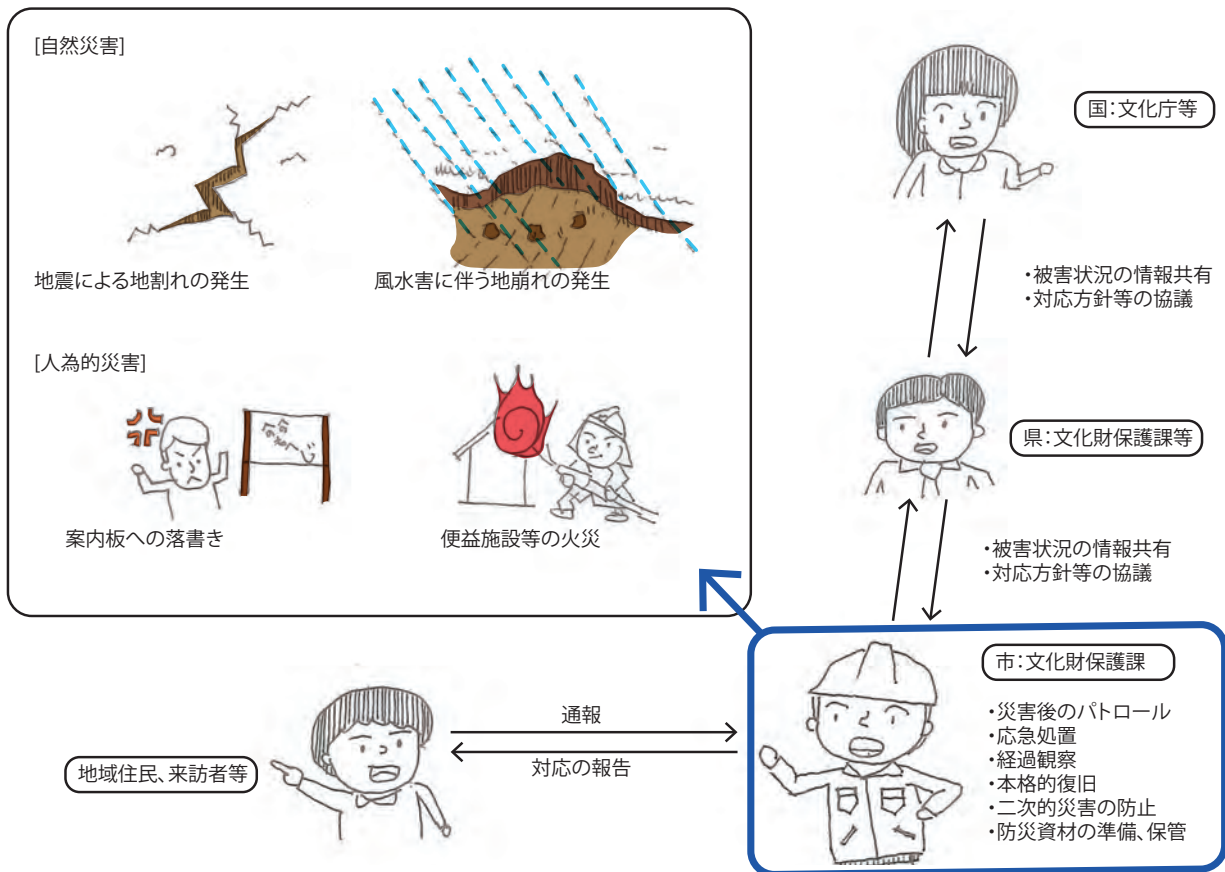 [自然災害]
地震による地割れの発生
風水害に伴う地崩れの発生
[人為的災害]
案内板への落書き
便益施設等の火災
国：文化庁等
・被害状況の情報共有
・対応方針等の協議
県：文化財保護課等
・被害状況の情報共有
・対応方針等の協議
市：文化財保護課
・災害後のパトロール
・応急処置
・経過観察
・本格的復旧
・二次的災害の防止
・防災資材の準備、保管
通報
対応の報告
地域住民、来訪者等